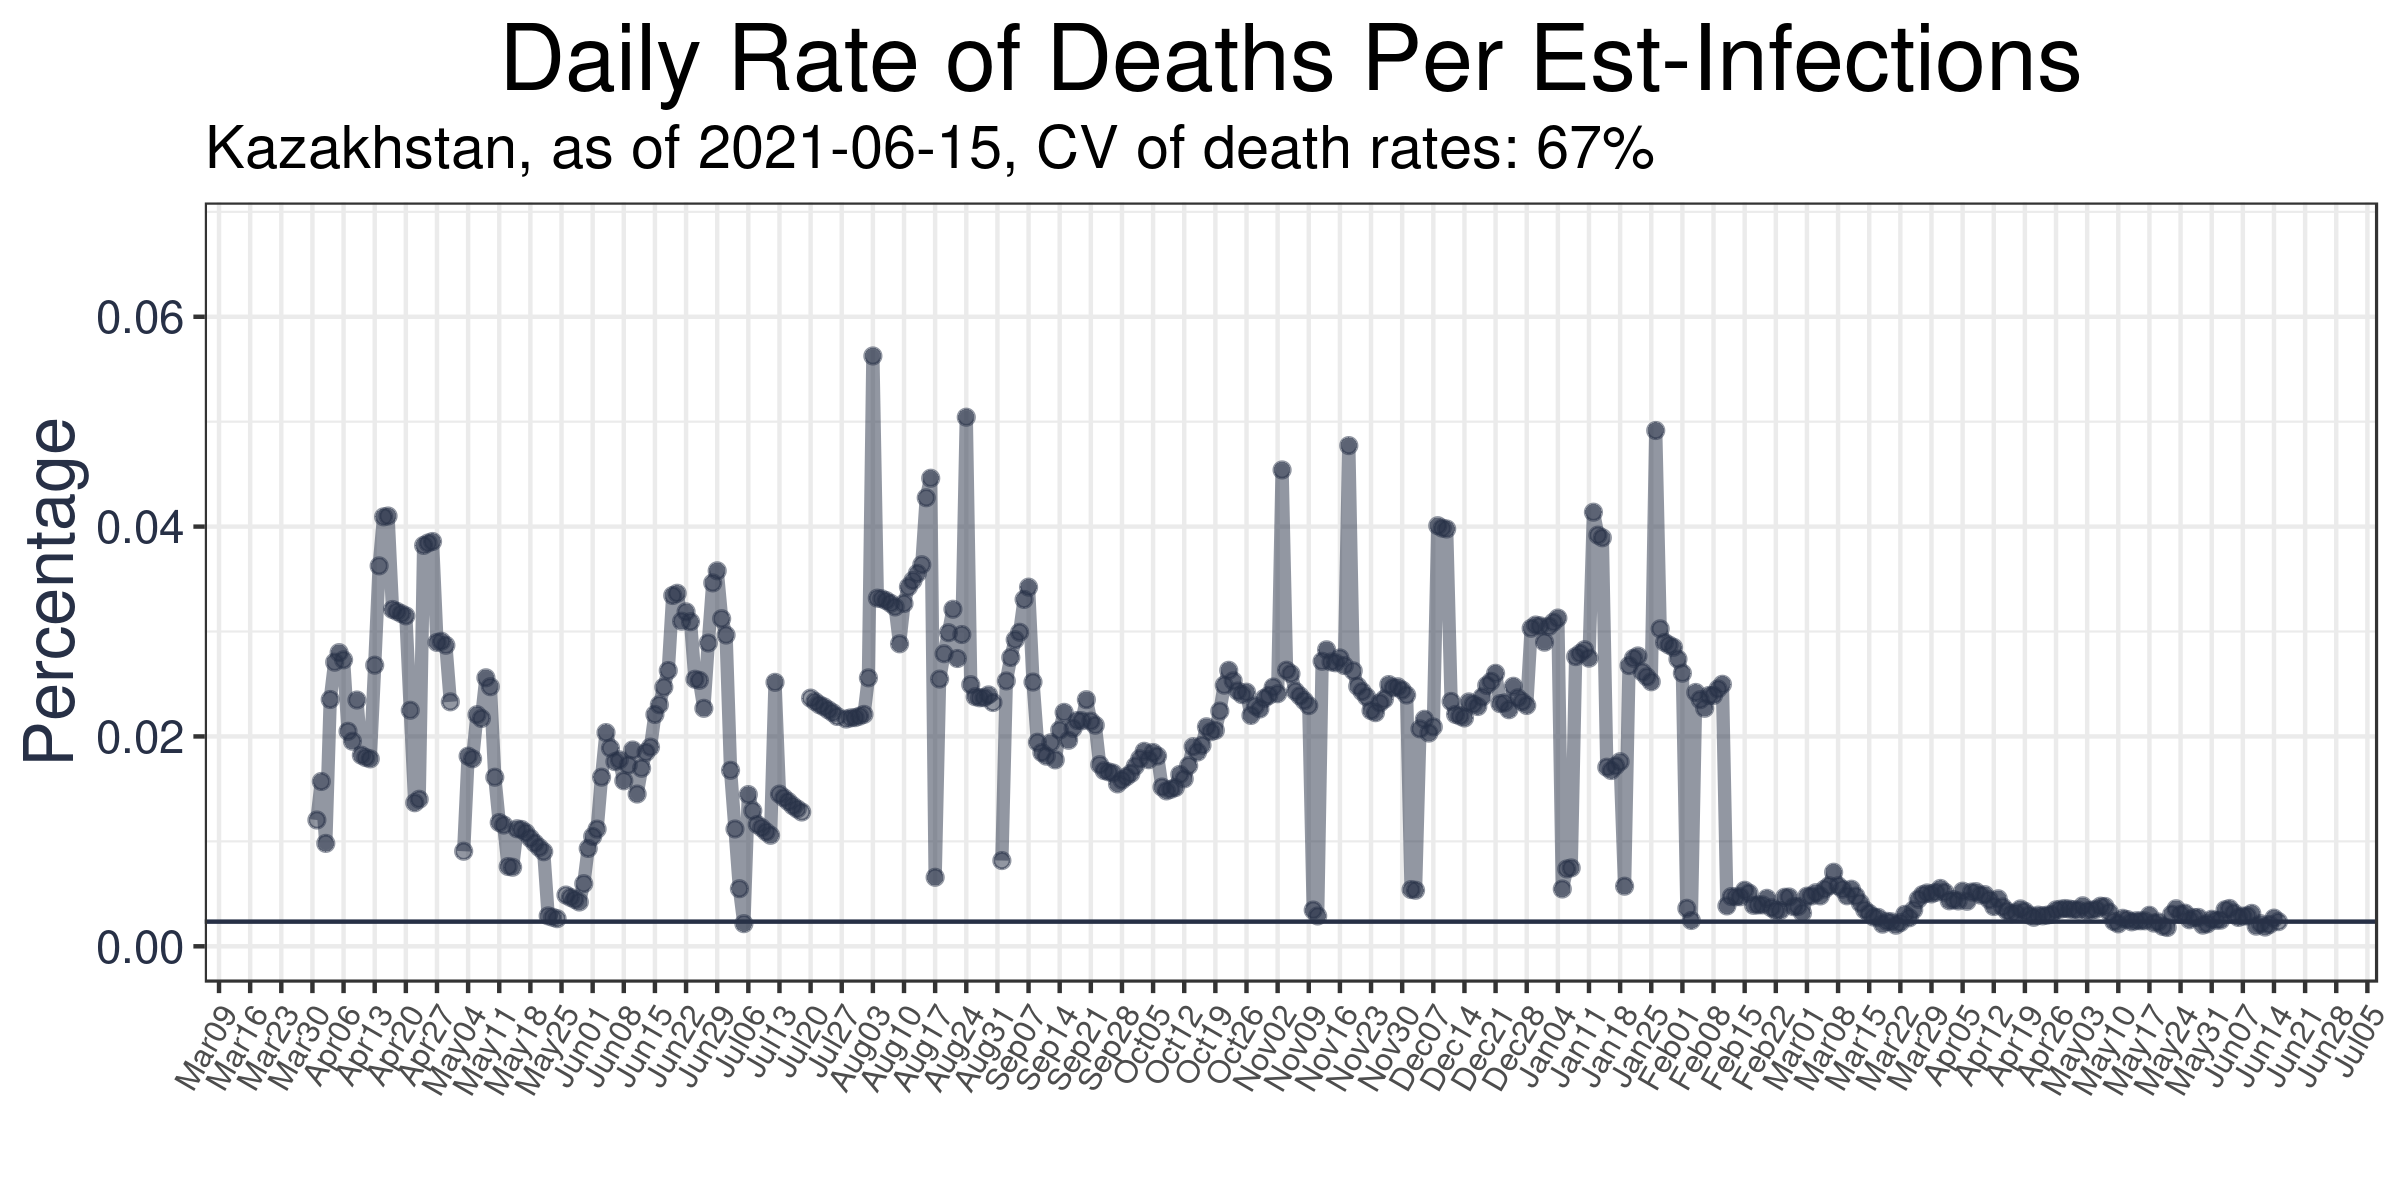 Daily Rate of Deaths Per Est-Infections
Kazakhstan, as of 2021-06-15, CV of death rates: 67%
Percentage
0.06
0.04
0.02
0.00
Mar09
Mar16
Mar23
Mar30
Apr06
Apr13
Apr20
Apr27
May04
May11
May18
May25
Jun01
Jun08
Jun15
Jun22
Jun29
Jul06
Jul13
Jul20
Jul27
Aug03
Aug10
Aug17
Aug24
Aug31
Sep07
Sep14
Sep21
Sep28
Oct05
Oct12
Oct19
Oct26
Nov02
Nov09
Nov16
Nov23
Nov30
Dec07
Dec14
Dec21
Dec28
Jan04
Jan11
Jan18
Jan25
Feb01
Feb08
Feb15
Feb22
Mar01
Mar08
Mar15
Mar22
Mar29
Apr05
Apr12
Apr19
Apr26
May03
May10
May17
May24
May31
Jun07
Jun14
Jun21
Jun28
Jul05